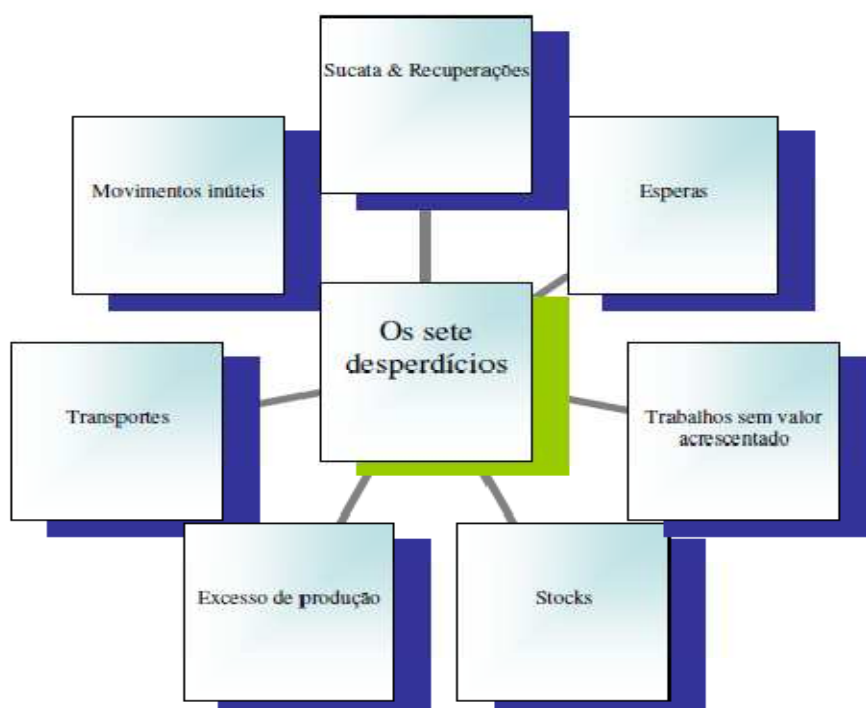 Sucata & Recuperações
Movimentos inúteis
Esperas
Os sete
desperdícios
Transportes
Trabalhos sem valor
acrescentado
Excesso de produção
Stocks